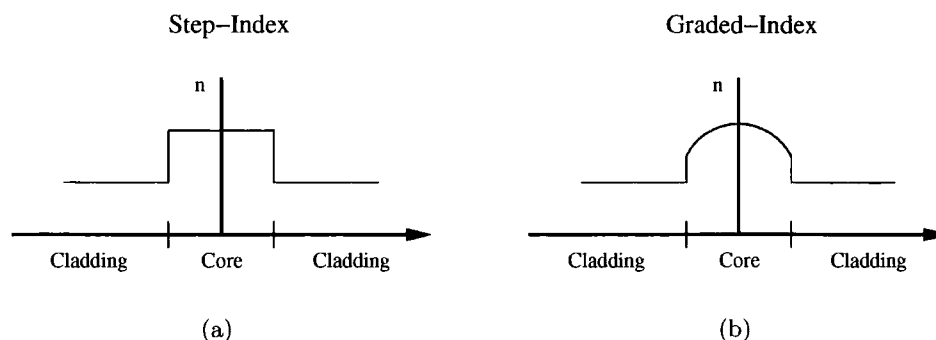 Step–Index
Graded–Index
n
n
Cladding
Core
Cladding
Cladding
Core
Cladding
(a)
(b)